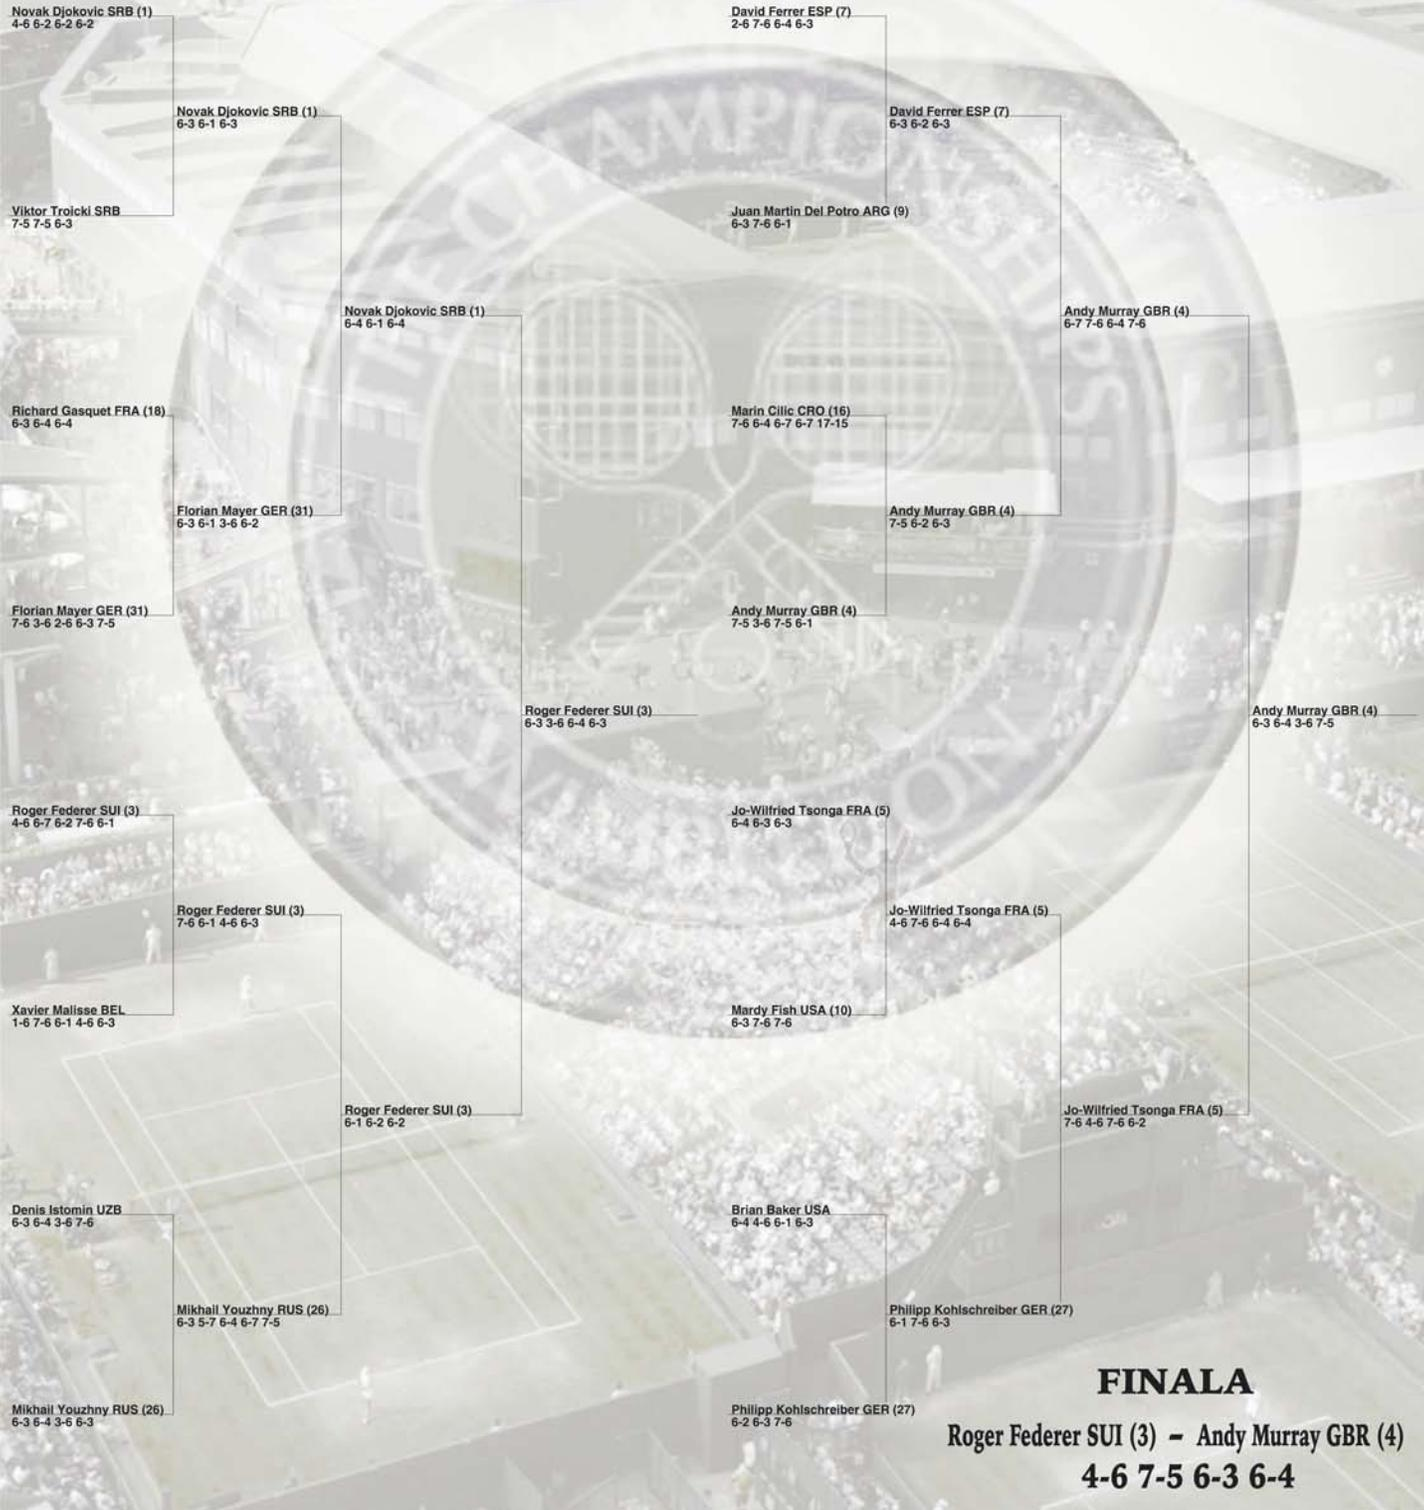 Novak Djokovic SRB (1)
4-6 6-2 6-2 6-2
Novak Djokovic SRB (1)
6-3 6-1 6-3
Viktor Troicki SRB
7-5 7-5 6-3
Novak Djokovic SRB (1)
6-4 6-1 6-4
Richard Gasquet FRA (18)
6-3 6-4 6-4
Florian Mayer GER (31)
6-3 6-1 3-6 6-2
Florian Mayer GER (31)
7-6 3-6 2-6 6-3 7-5
Roger Federer SUI (3)
6-3 3-6 6-4 6-3
Roger Federer SUI (3)
4-6 6-7 6-2 7-6 6-1
Roger Federer SUI (3)
7-6 6-1 4-6 6-3
Xavier Malisse BEL
1-6 7-6 6-1 4-6 6-3
Roger Federer SUI (3)
6-1 6-2 6-2
Denis Istomin UZB
6-3 6-4 3-6 7-6
Mikhail Youzhny RUS (26)
6-3 5-7 6-4 6-7 7-5
Mikhail Youzhny RUS (26)
6-3 6-4 3-6 6-3
David Ferrer ESP (7)
2-6 7-6 6-4 6-3
David Ferrer ESP (7)
6-3 6-2 6-3
Juan Martin Del Potro ARG (9)
6-3 7-6 6-1
Andy Murray GBR (4)
6-7 7-6 6-4 7-6
Marin Cilic CRO (16)
7-6 6-4 6-7 6-7 17-15
Andy Murray GBR (4)
7-5 6-2 6-3
Andy Murray GBR (4)
7-5 3-6 7-5 6-1
Andy Murray GBR (4)
6-3 6-4 3-6 7-5
Jo-Wilfried Tsonga FRA (5)
6-4 6-3 6-3
Jo-Wilfried Tsonga FRA (5)
4-6 7-6 6-4 6-4
Mardy Fish USA (10)
6-3 7-6 7-6
Jo-Wilfried Tsonga FRA (5)
7-6 4-6 7-6 6-2
Brian Baker USA
6-4 4-6 6-1 6-3
Philipp Kohlschreiber GER (27)
6-1 7-6 6-3
Philipp Kohlschreiber GER (27)
6-2 6-3 7-6
THE CHAMPIONSHIPS
WIMBLEDON
FINALA
Roger Federer SUI (3) – Andy Murray GBR (4)
4-6 7-5 6-3 6-4